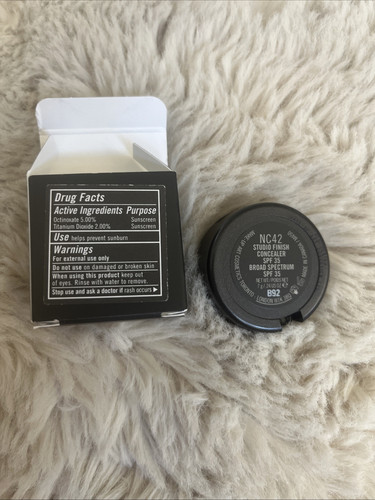 Drug Facts
Active Ingredients Purpose
Octinoxate 5.00% Sunscreen
Titanium Dioxide 2.00% Sunscreen
Use helps prevent sunburn
Warnings
For external use only
Do not use on damaged or broken skin
When using this product keep out
of eyes. Rinse with water to remove.
Stop use and ask a doctor if rash occurs
NC42
STUDIO FINISH
CONCEALER
SPF 35
BROAD SPECTRUM
SPF 35
B92